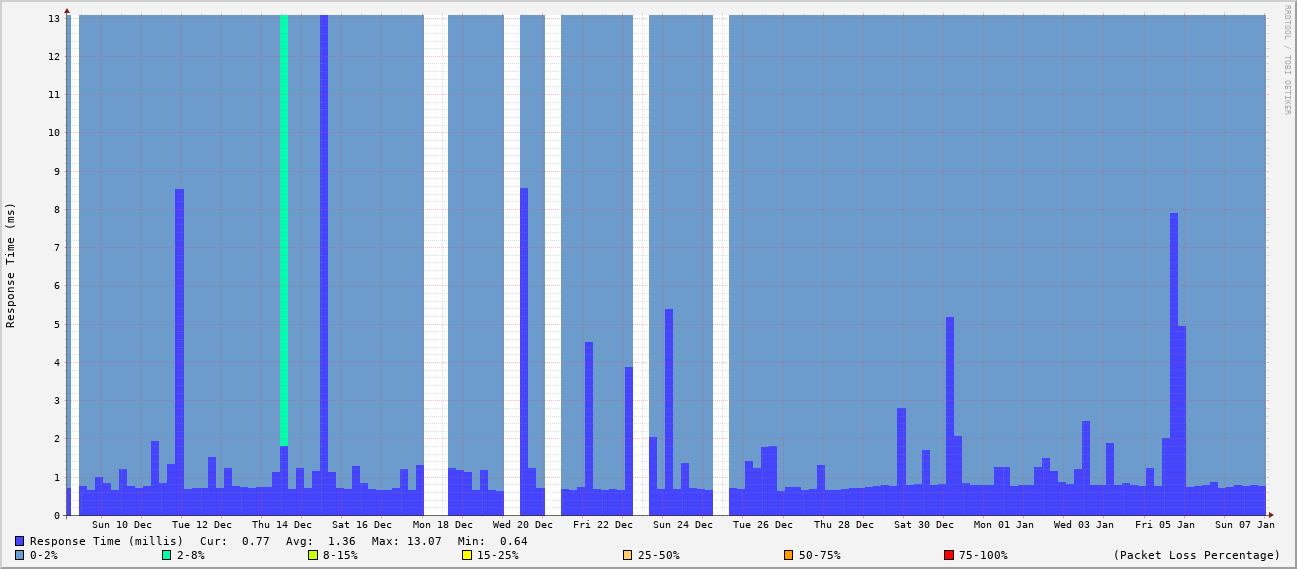 RRDTOOL / TOBI OETIKER
Response Time (ms)
13
12
11
10
9
8
7
6
5
4
3
2
1
0
Sun 10 Dec Tue 12 Dec Thu 14 Dec Sat 16 Dec Mon 18 Dec Wed 20 Dec Fri 22 Dec Sun 24 Dec Tue 26 Dec Thu 28 Dec Sat 30 Dec Mon 01 Jan Wed 03 Jan Fri 05 Jan Sun 07 Jan
Response Time (millis) Cur: 0.77 Avg: 1.36 Max: 13.07 Min: 0.64
0-2% 2-8% 8-15% 15-25% 25-50% 50-75% 75-100% (Packet Loss Percentage)